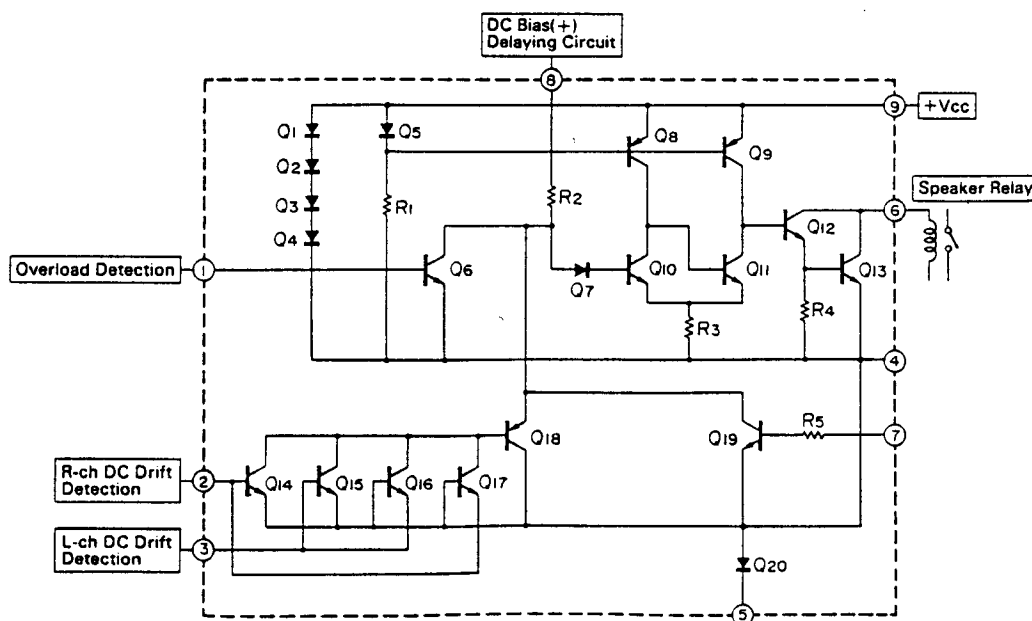 DC Bias(+)
Delaying Circuit
8
9
+Vcc
Q1
Q5
Q8
Q9
Q2
Speaker Relay
Q3
R1
R2
6
Q12
Q4
Overload Detection
1
Q6
Q7
Q10
Q11
Q13
R3
R4
4
Q18
Q19
R5
7
R-ch DC Drift
Detection
2
Q14
Q15
Q16
Q17
L-ch DC Drift
Detection
3
Q20
5